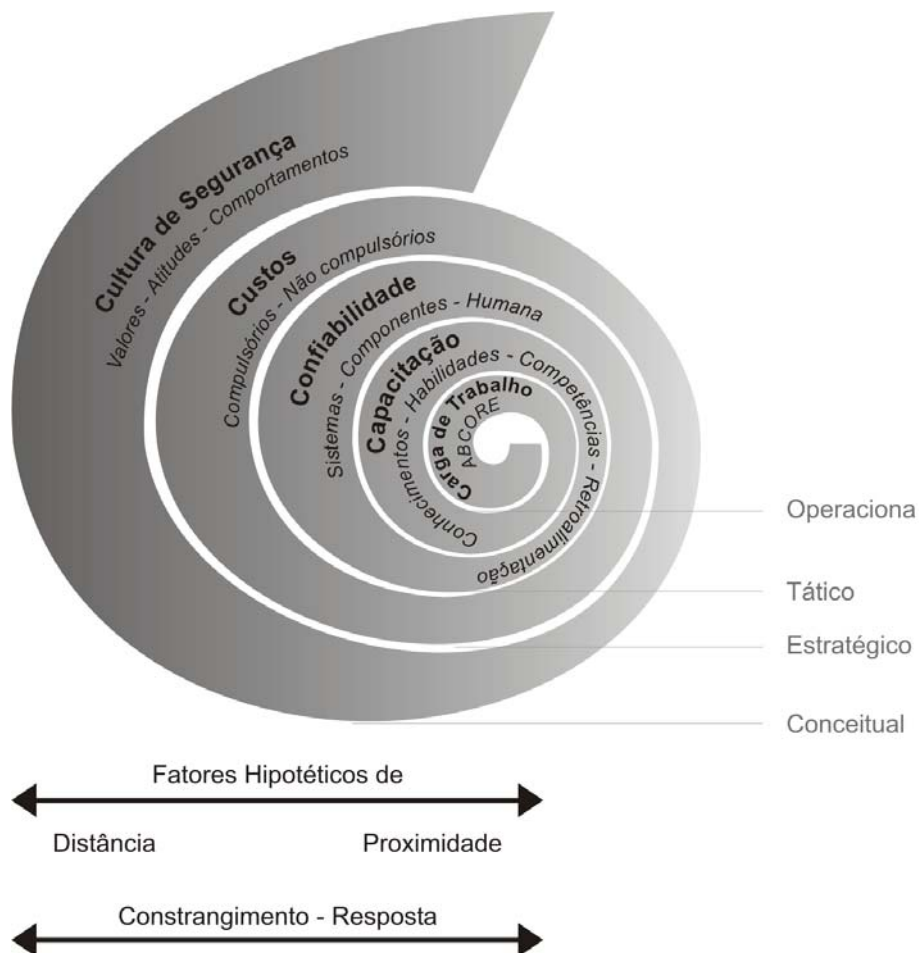 Cultura de Segurança
Valores - Atitudes - Comportamentos
Custos
Compulsórios - Não compulsórios
Confiabilidade
Sistemas - Componentes - Humana
Capacitação
Conhecimentos - Habilidades - Competências - Retroalimentação
Carga de Trabalho
ABCORE
Operaciona
Tático
Estratégico
Conceitual
Fatores Hipotéticos de
Distância Proximidade
Constrangimento - Resposta